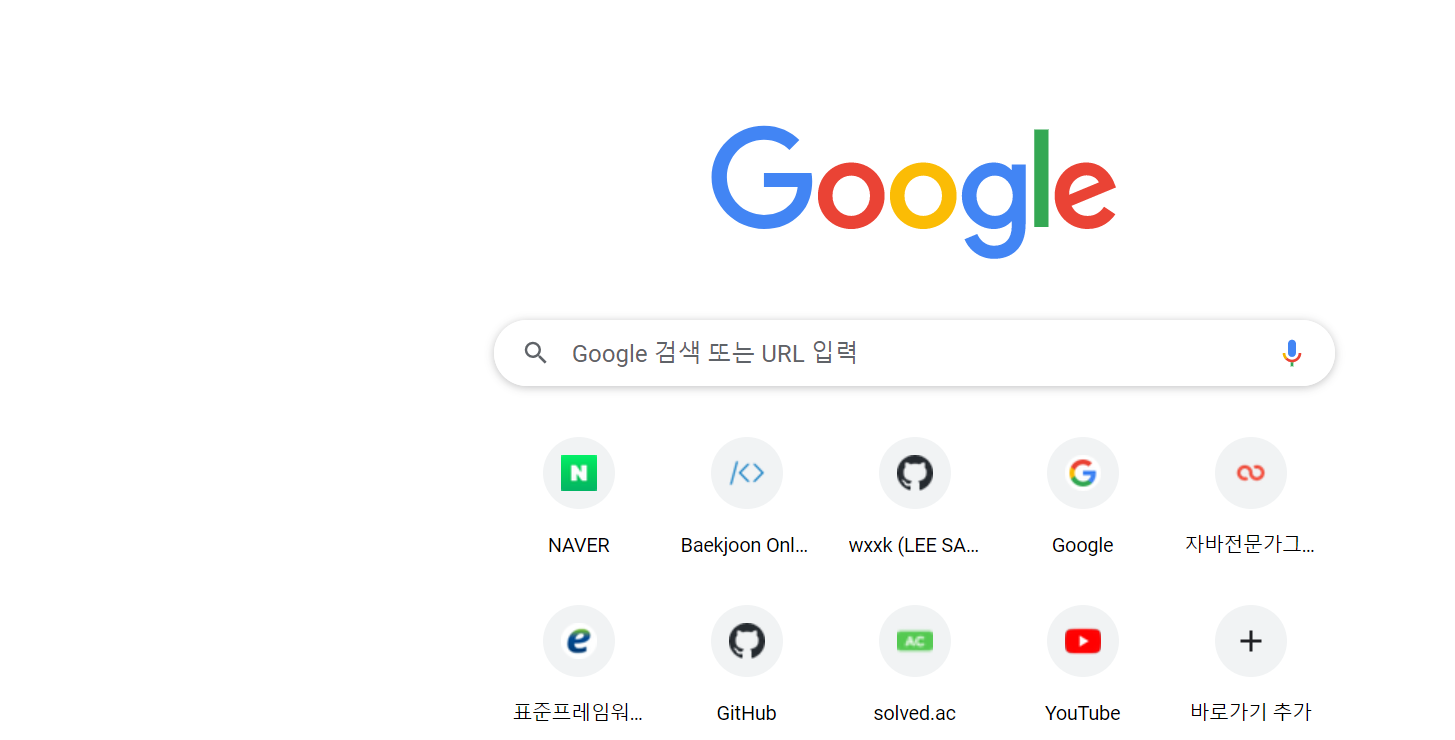 Google
Google 검색 또는 URL 입력
N
/<>
G
NAVER
Baekjoon Onl...
wxxk (LEE SA...
Google
자바전문가그...
e
AC
표준프레임워...
GitHub
solved.ac
YouTube
바로가기 추가